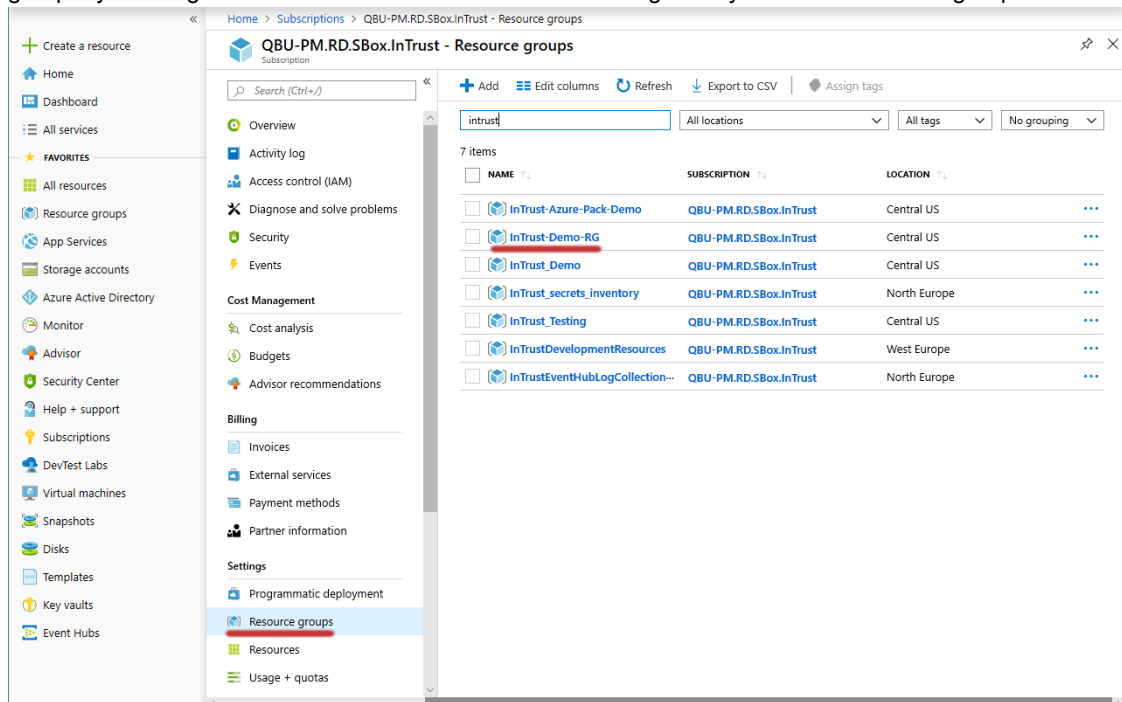 Home > Subscriptions > QBU-PM.RD.SBox.InTrust - Resource groups
Create a resource
Home
Dashboard
All services
FAVORITES
All resources
Resource groups
App Services
Storage accounts
Azure Active Directory
Monitor
Advisor
Security Center
Help + support
Subscriptions
DevTest Labs
Virtual machines
Snapshots
Disks
Templates
Key vaults
Event Hubs
QBU-PM.RD.SBox.InTrust - Resource groups
Subscription
Search (Ctrl+/)
Overview
Activity log
Access control (IAM)
Diagnose and solve problems
Security
Events
Cost Management
Cost analysis
Budgets
Advisor recommendations
Billing
Invoices
External services
Payment methods
Partner information
Settings
Programmatic deployment
Resource groups
Resources
Usage + quotas
Add Edit columns Refresh Export to CSV Assign tags
intrust All locations All tags No grouping
7 items
NAME SUBSCRIPTION LOCATION
InTrust-Azure-Pack-Demo QBU-PM.RD.SBox.InTrust Central US
InTrust-Demo-RG QBU-PM.RD.SBox.InTrust Central US
InTrust_Demo QBU-PM.RD.SBox.InTrust Central US
InTrust_secrets_inventory QBU-PM.RD.SBox.InTrust North Europe
InTrust_Testing QBU-PM.RD.SBox.InTrust Central US
InTrustDevelopmentResources QBU-PM.RD.SBox.InTrust West Europe
InTrustEventHubLogCollection... QBU-PM.RD.SBox.InTrust North Europe